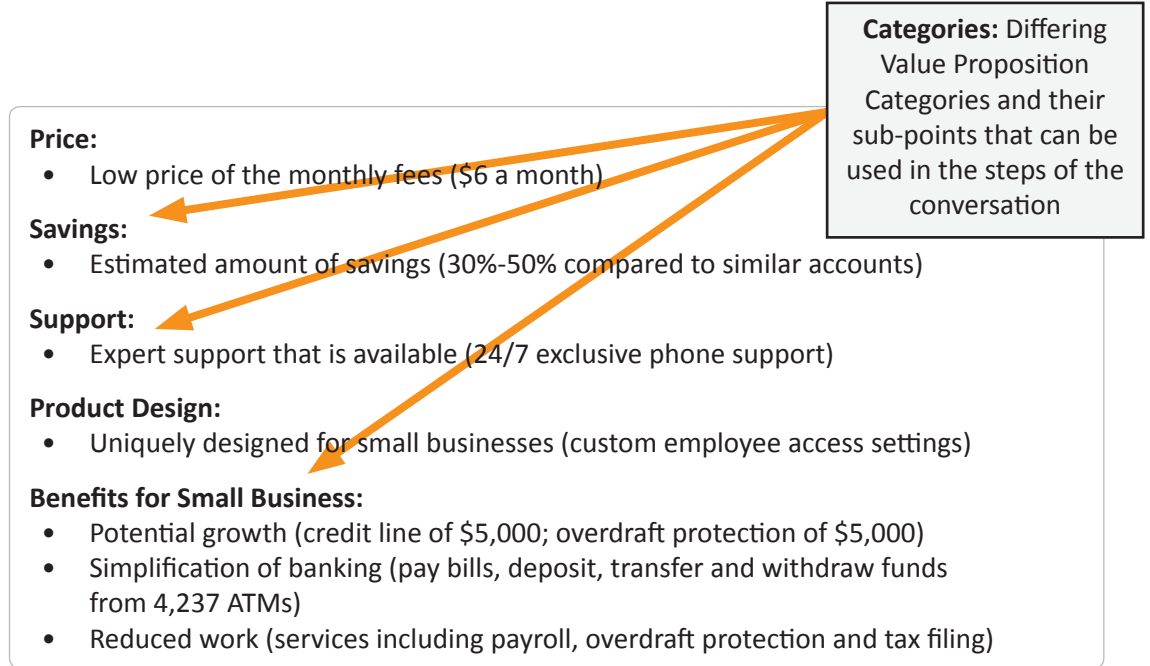 Categories: Differing
Value Proposition
Categories and their
sub-points that can be
used in the steps of the
conversation
Price:
• Low price of the monthly fees ($6 a month)
Savings:
• Estimated amount of savings (30%-50% compared to similar accounts)
Support:
• Expert support that is available (24/7 exclusive phone support)
Product Design:
• Uniquely designed for small businesses (custom employee access settings)
Benefits for Small Business:
• Potential growth (credit line of $5,000; overdraft protection of $5,000)
• Simplification of banking (pay bills, deposit, transfer and withdraw funds
from 4,237 ATMs)
• Reduced work (services including payroll, overdraft protection and tax filing)